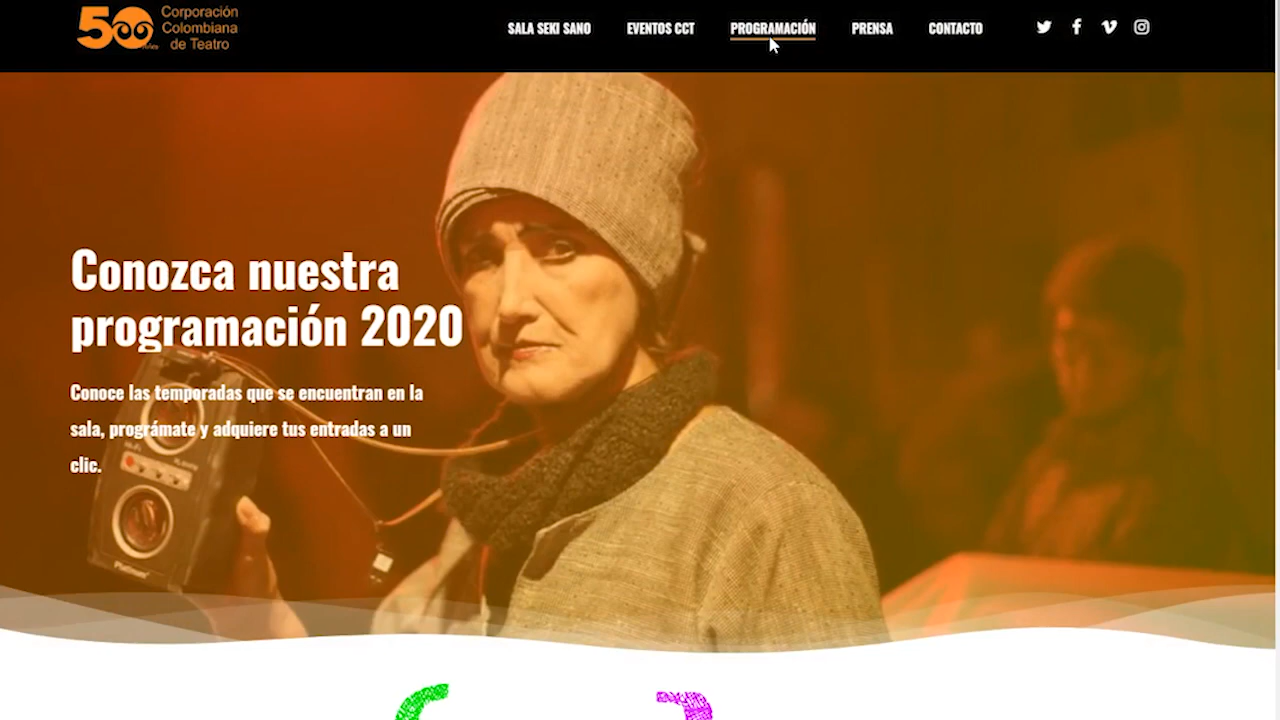 50 años
Corporación
Colombiana
de Teatro
SALA SEKI SANO
EVENTOS CCT
PROGRAMACIÓN
PRENSA
CONTACTO
Conozca nuestra
programación 2020
Conoce las temporadas que se encuentran en la
sala, prográmate y adquiere tus entradas a un
clic.